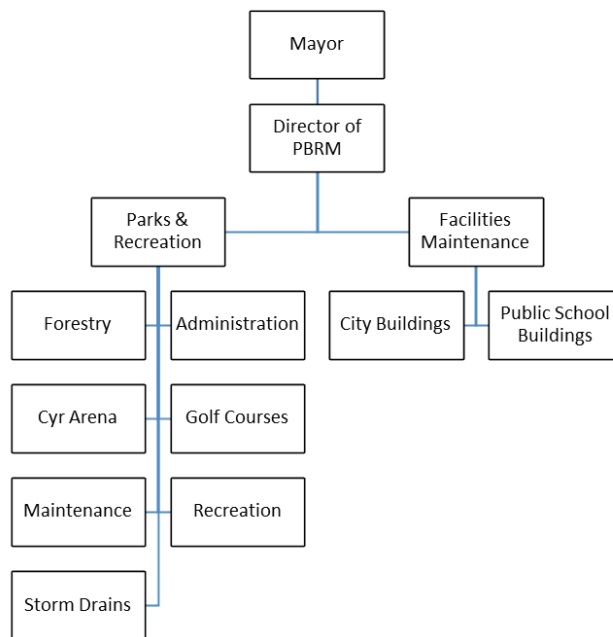 Mayor
Director of
PBRM
Parks &
Recreation
Facilities
Maintenance
Forestry
Administration
City Buildings
Public School
Buildings
Cyr Arena
Golf Courses
Maintenance
Recreation
Storm Drains